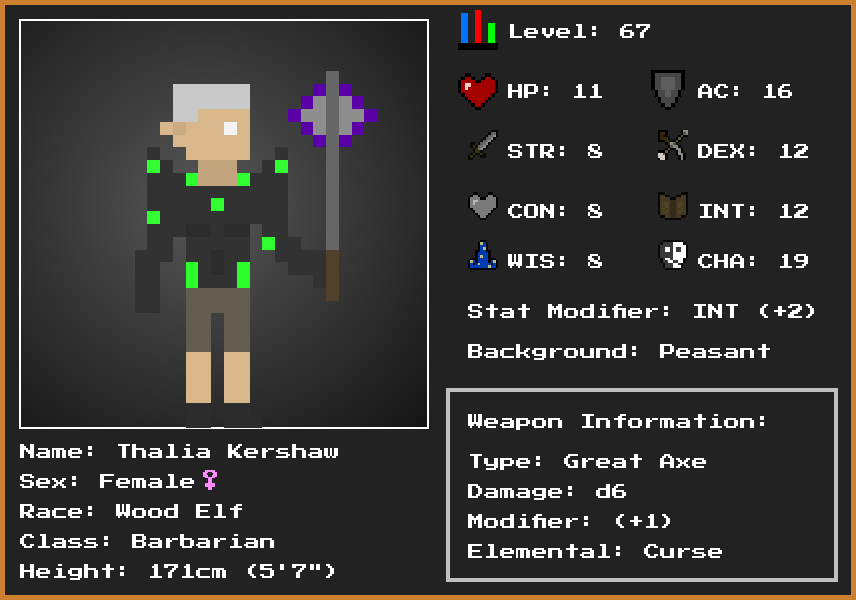 Level: 67
HP: 11 AC: 16
STR: 8 DEX: 12
CON: 8 INT: 12
WIS: 8 CHA: 19
Stat Modifier: INT (+2)
Background: Peasant
Weapon Information:
Type: Great Axe
Damage: d6
Modifier: (+1)
Elemental: Curse
Name: Thalia Kershaw
Sex: Female♀
Race: Wood Elf
Class: Barbarian
Height: 171cm (5'7")